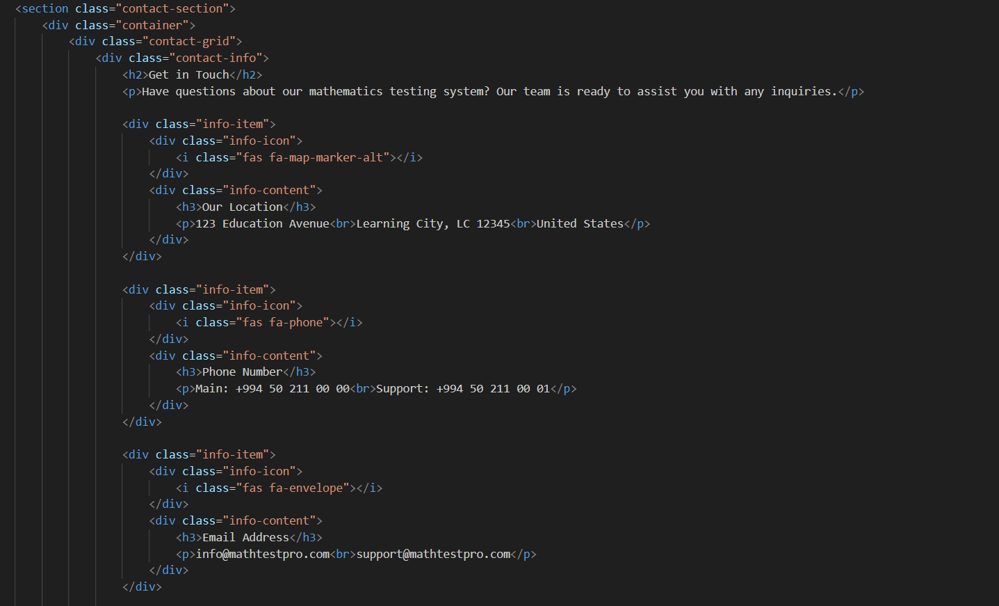 <section class="contact-section">
<div class="container">
<div class="contact-grid">
<div class="contact-info">
<h2>Get in Touch</h2>
<p>Have questions about our mathematics testing system? Our team is ready to assist you with any inquiries.</p>
<div class="info-item">
<div class="info-icon">
<i class="fas fa-map-marker-alt"></i>
</div>
<div class="info-content">
<h3>Our Location</h3>
<p>123 Education Avenue<br>Learning City, LC 12345<br>United States</p>
</div>
</div>
<div class="info-item">
<div class="info-icon">
<i class="fas fa-phone"></i>
</div>
<div class="info-content">
<h3>Phone Number</h3>
<p>Main: +994 50 211 00 00<br>Support: +994 50 211 00 01</p>
</div>
</div>
<div class="info-item">
<div class="info-icon">
<i class="fas fa-envelope"></i>
</div>
<div class="info-content">
<h3>Email Address</h3>
<p>info@mathtestpro.com<br>support@mathtestpro.com</p>
</div>
</div>